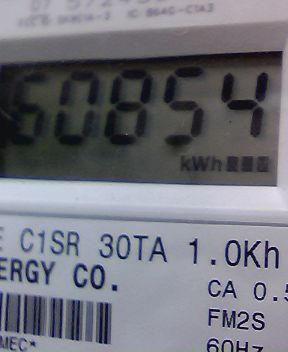 60854
kWh
C1SR 30TA 1.0Kh
ERGY CO.
CA 0.5
FM2S
60Hz
MEC*